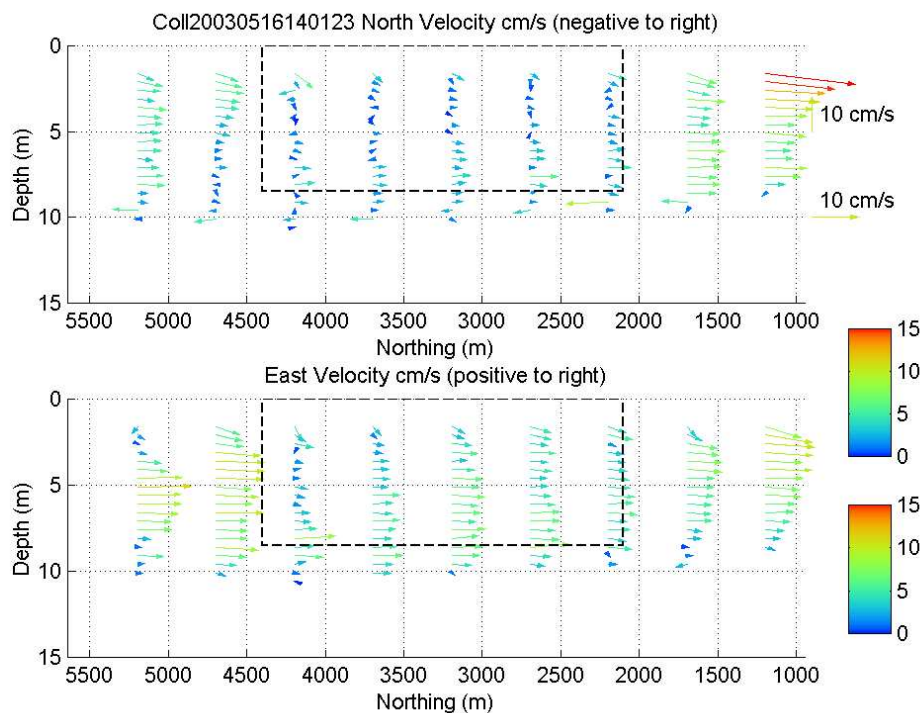 Coll20030516140123 North Velocity cm/s (negative to right)
0
5
10
15
Depth (m)
10 cm/s
10 cm/s
5500 5000 4500 4000 3500 3000 2500 2000 1500 1000
Northing (m)
15
10
5
0
East Velocity cm/s (positive to right)
0
5
10
15
Depth (m)
5500 5000 4500 4000 3500 3000 2500 2000 1500 1000
Northing (m)
15
10
5
0